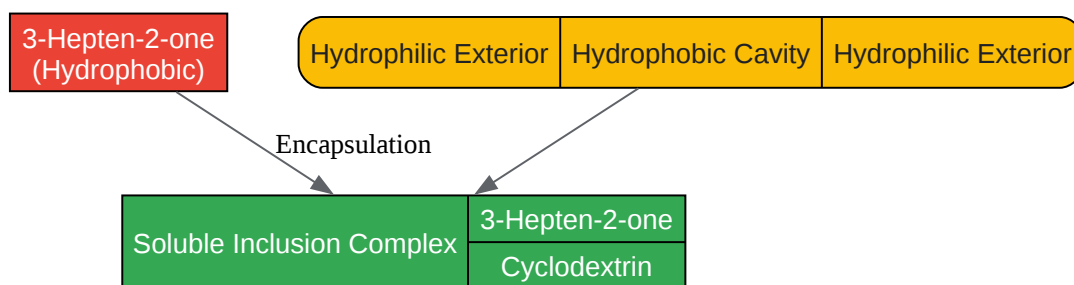 3-Hepten-2-one
(Hydrophobic)
Hydrophilic Exterior
Hydrophobic Cavity
Hydrophilic Exterior
Encapsulation
Soluble Inclusion Complex
3-Hepten-2-one
Cyclodextrin